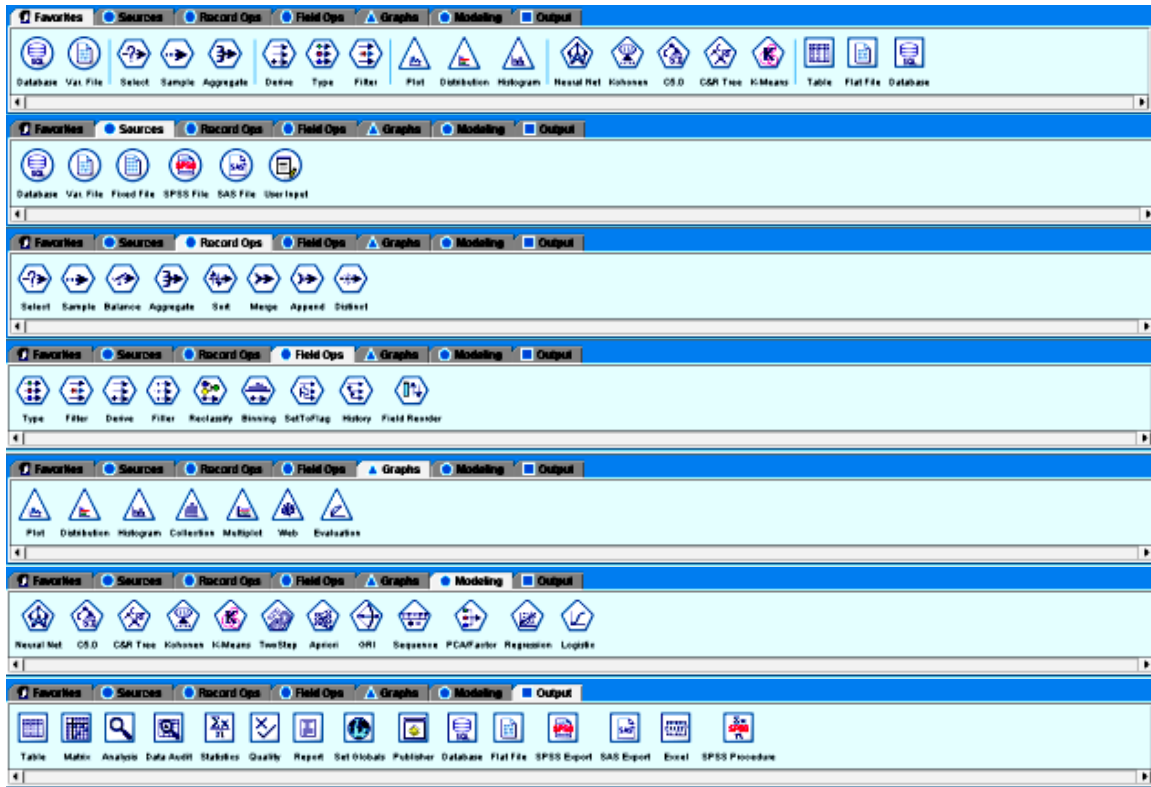 Favorites Sources Record Ops Field Ops Graphs Modeling Output
SQL SQL
Database Var. File Select Sample Aggregate Derive Type Filter Plot Distribution Histogram Neural Net Kohonen C5.0 C&R Tree K-Means Table Flat File Database
Favorites Sources Record Ops Field Ops Graphs Modeling Output
SQL SPSS SAS
Database Var. File Fixed File SPSS File SAS File User Input
Favorites Sources Record Ops Field Ops Graphs Modeling Output
Select Sample Balance Aggregate Sort Merge Append Distinct
Favorites Sources Record Ops Field Ops Graphs Modeling Output
Type Filter Derive Filler Reclassify Binning SetToFlag History Field Reorder
Favorites Sources Record Ops Field Ops Graphs Modeling Output
Plot Distribution Histogram Collection Multiplot Web Evaluation
Favorites Sources Record Ops Field Ops Graphs Modeling Output
Neural Net C5.0 C&R Tree Kohonen K-Means TwoStep Apriori GRI Sequence PCA/Factor Regression Logistic
Favorites Sources Record Ops Field Ops Graphs Modeling Output
Table Matrix Analysis Data Audit Statistics Quality Report Set Globals Publisher Database Flat File SPSS Export SAS Export Excel SPSS Procedure